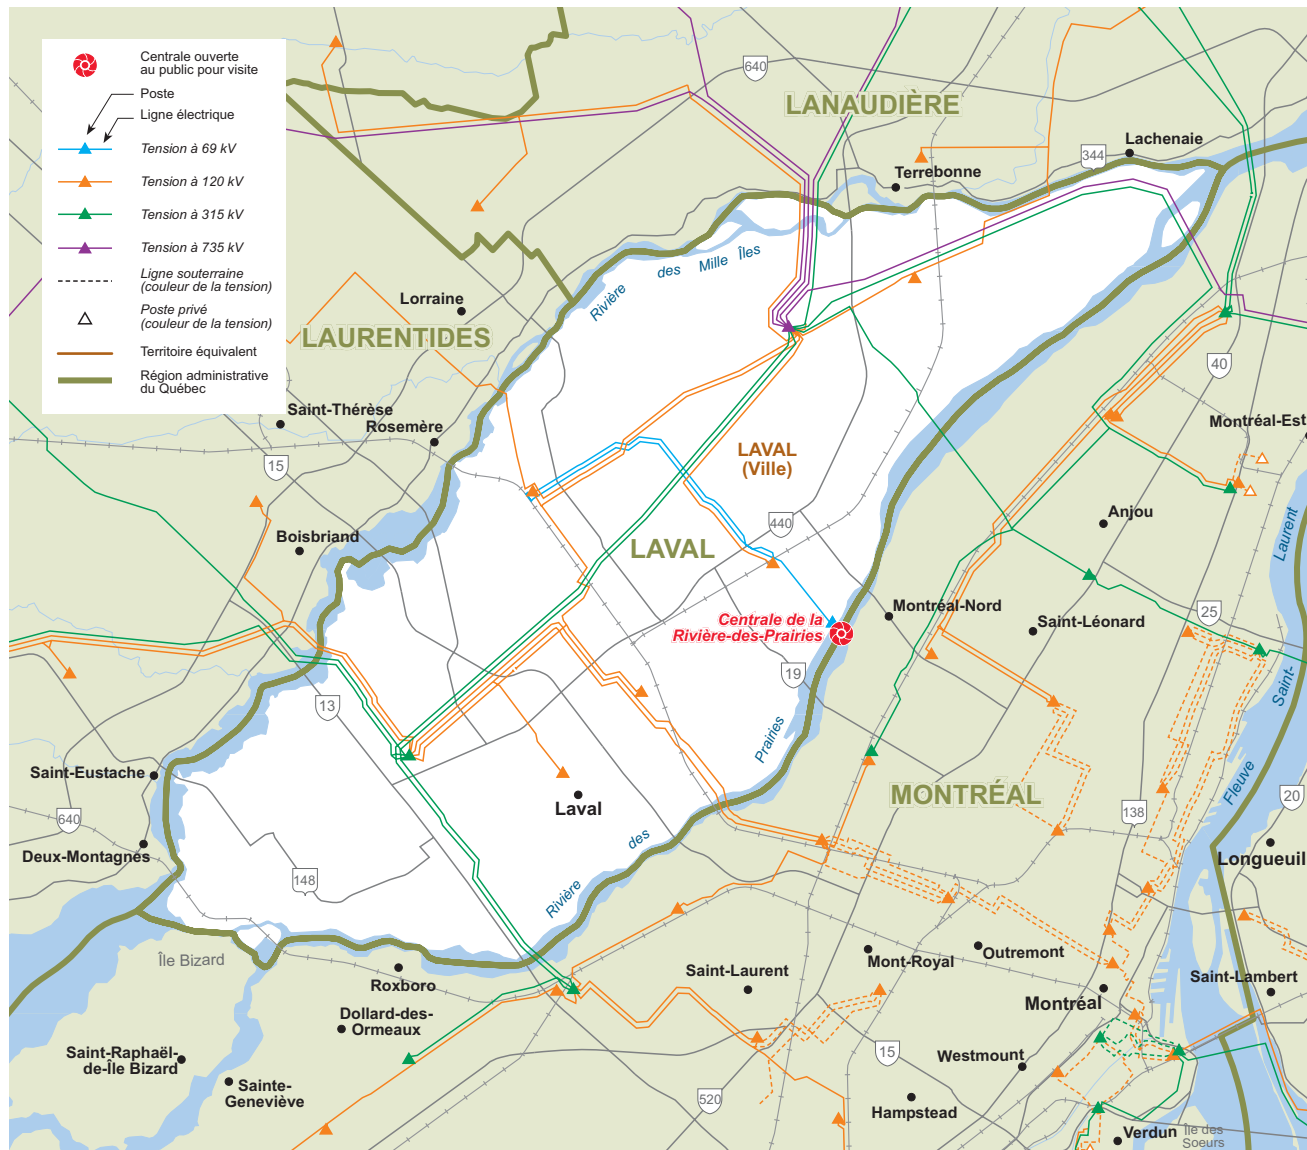 Centrale ouverte
au public pour visite
Poste
Ligne électrique
Tension à 69 kV
Tension à 120 kV
Tension à 315 kV
Tension à 735 kV
Ligne souterraine
(couleur de la tension)
Poste privé
(couleur de la tension)
Territoire équivalent
Région administrative
du Québec
640
LANAUDIÈRE
Lachenaie
344
Terrebonne
Rivière
des
Mille
Îles
Lorraine
LAURENTIDES
40
Saint-Thérèse
Rosemère
Montréal-Est
15
LAVAL
(Ville)
Anjou
440
Boisbriand
LAVAL
Laurent
Saint-
Fleuve
Montréal-Nord
Saint-Léonard
25
Centrale de la
Rivière-des-Prairies
19
13
Prairies
des
Rivière
Saint-Eustache
MONTRÉAL
20
138
640
Laval
Deux-Montagnes
Longueuil
148
Île Bizard
Mont-Royal
Outremont
Roxboro
Saint-Laurent
Saint-Lambert
Montréal
Dollard-des-
Ormeaux
Saint-Raphaël-
de-Île Bizard
15
Westmount
Sainte-
Geneviève
520
Hampstead
Verdun
Île des
Soeurs